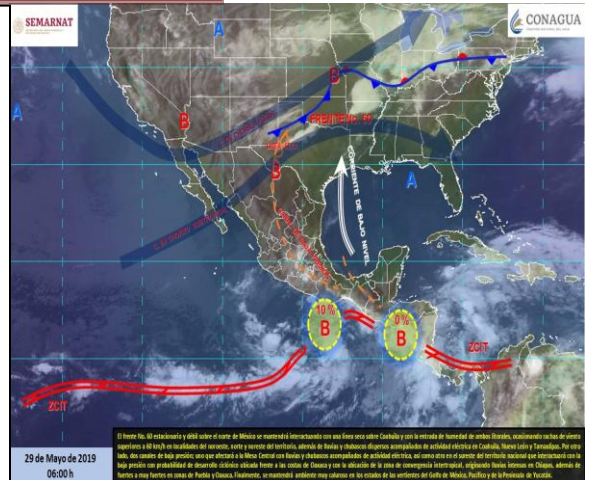 SEMARNAT
CONAGUA
A
A
B
B
FRENTE No. 60
B
A
CORRIENTE DE BAJO NIVEL
10 %
B
0 %
B
ZCIT
ZCIT
29 de Mayo de 2019
06:00 h
El frente No. 60 estacionario y débil sobre el norte de México se mantendrá interactuando con una línea seca sobre Coahuila y con la entrada de humedad de ambos litorales, ocasionando rachas de viento
superiores a 60 km/h en localidades del noroeste, norte y noreste del territorio, además de lluvias y chubascos dispersos acompañados de actividad eléctrica en Coahuila, Nuevo León y Tamaulipas. Por otro
lado, dos canales de baja presión; uno que afectará a la Mesa Central con lluvias y chubascos acompañados de actividad eléctrica, así como otro en el sureste del territorio nacional que interactuará con la
baja presión con probabilidad de desarrollo ciclónico ubicada frente a las costas de Oaxaca y con la ubicación de la zona de convergencia intertropical, originando lluvias intensas en Chiapas, además de
fuertes a muy fuertes en zonas de Puebla y Oaxaca. Finalmente, se mantendrá ambiente muy caluroso en los estados de las vertientes del Golfo de México, Pacífico y de la Península de Yucatán.